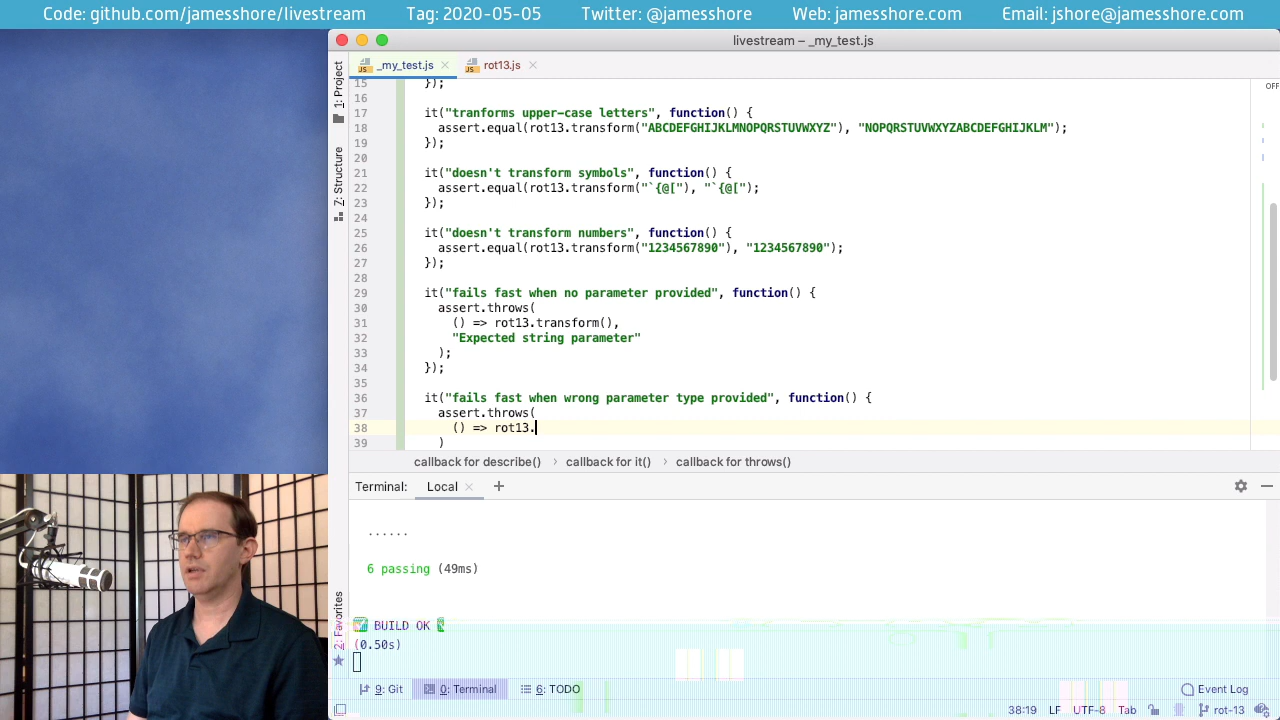 Code: github.com/jamesshore/livestream Tag: 2020-05-05 Twitter: @jamesshore Web: jamesshore.com Email: jshore@jamesshore.com
livestream – _my_test.js
_my_test.js rot13.js
1: Project
7: Structure
2: Favorites
OFF
15 });
16
17 it("tranforms upper-case letters", function() {
18 assert.equal(rot13.transform("ABCDEFGHIJKLMNOPQRSTUVWXYZ"), "NOPQRSTUVWXYZABCDEFGHIJKLM");
19 });
20
21 it("doesn't transform symbols", function() {
22 assert.equal(rot13.transform("`{@["), "`{@[");
23 });
24
25 it("doesn't transform numbers", function() {
26 assert.equal(rot13.transform("1234567890"), "1234567890");
27 });
28
29 it("fails fast when no parameter provided", function() {
30 assert.throws(
31 () => rot13.transform(),
32 "Expected string parameter"
33 );
34 });
35
36 it("fails fast when wrong parameter type provided", function() {
37 assert.throws(
38 () => rot13.
39 )
callback for describe() › callback for it() › callback for throws()
Terminal: Local × +
......
6 passing (49ms)
BUILD OK
(0.50s)
9: Git 0: Terminal 6: TODO Event Log
38:19 LF UTF-8 Tab rot-13